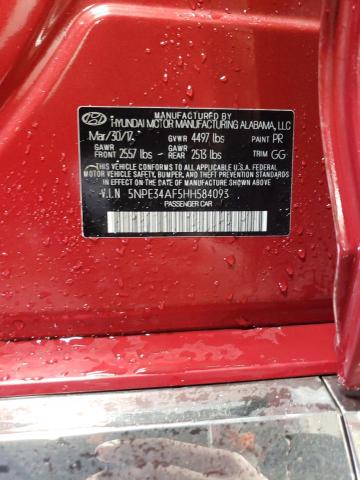 MANUFACTURED BY
HYUNDAI MOTOR MANUFACTURING ALABAMA, LLC
Mar/30/17 GVWR 4497 lbs PAINT PR
GAWR FRONT 2557 lbs - GAWR REAR 2513 lbs TRIM GG
THIS VEHICLE CONFORMS TO ALL APPLICABLE U.S.A. FEDERAL
MOTOR VEHICLE SAFETY, BUMPER, AND THEFT PREVENTION STANDARDS
IN EFFECT ON THE DATE OF MANUFACTURE SHOWN ABOVE.
V.I.N 5NPE34AF5HH584093
PASSENGER CAR